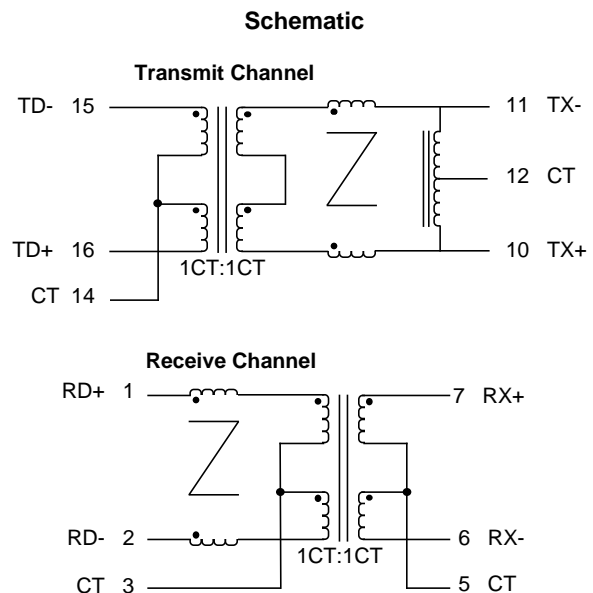 Schematic
Transmit Channel
TD- 15
11 TX-
12 CT
TD+ 16
10 TX+
1CT:1CT
CT 14
Receive Channel
RD+ 1
7 RX+
RD- 2
6 RX-
1CT:1CT
CT 3
5 CT